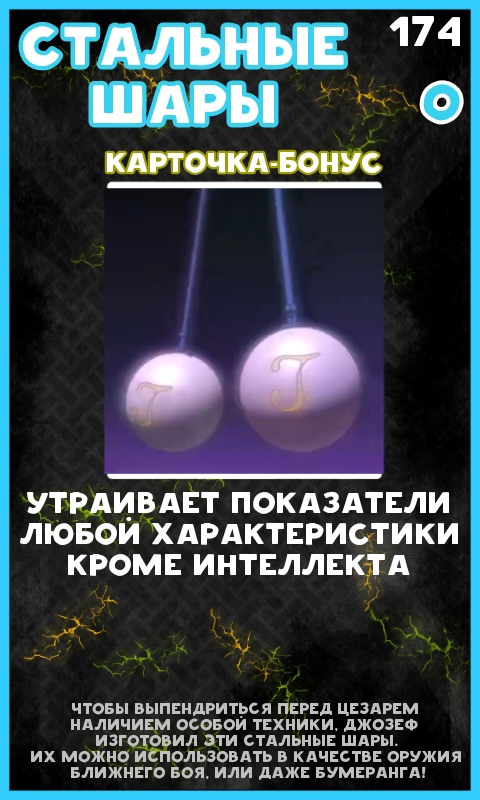 СТАЛЬНЫЕ
ШАРЫ
174
О
КАРТОЧКА-БОНУС
J J
УТРАИВАЕТ ПОКАЗАТЕЛИ
ЛЮБОЙ ХАРАКТЕРИСТИКИ
КРОМЕ ИНТЕЛЛЕКТА
ЧТОБЫ ВЫПЕНДРИТЬСЯ ПЕРЕД ЦЕЗАРЕМ
НАЛИЧИЕМ ОСОБОЙ ТЕХНИКИ, ДЖОЗЕФ
ИЗГОТОВИЛ ЭТИ СТАЛЬНЫЕ ШАРЫ.
ИХ МОЖНО ИСПОЛЬЗОВАТЬ В КАЧЕСТВЕ ОРУЖИЯ
БЛИЖНЕГО БОЯ, ИЛИ ДАЖЕ БУМЕРАНГА!